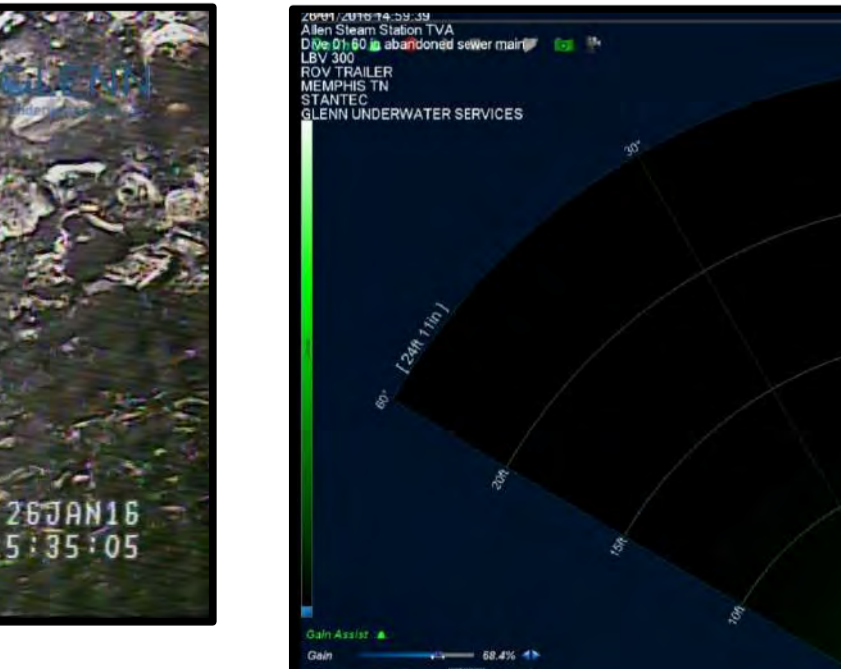 GLENN
26JAN16
5:35:05
26/01/2016 14:59:39
Allen Steam Station TVA
Dive 01 60 in abandoned sewer main
LBV 300
ROV TRAILER
MEMPHIS TN
STANTEC
GLENN UNDERWATER SERVICES
30°
[ 24ft 11in ]
60°
20ft
15ft
10ft
Gain Assist
Gain 68.4%